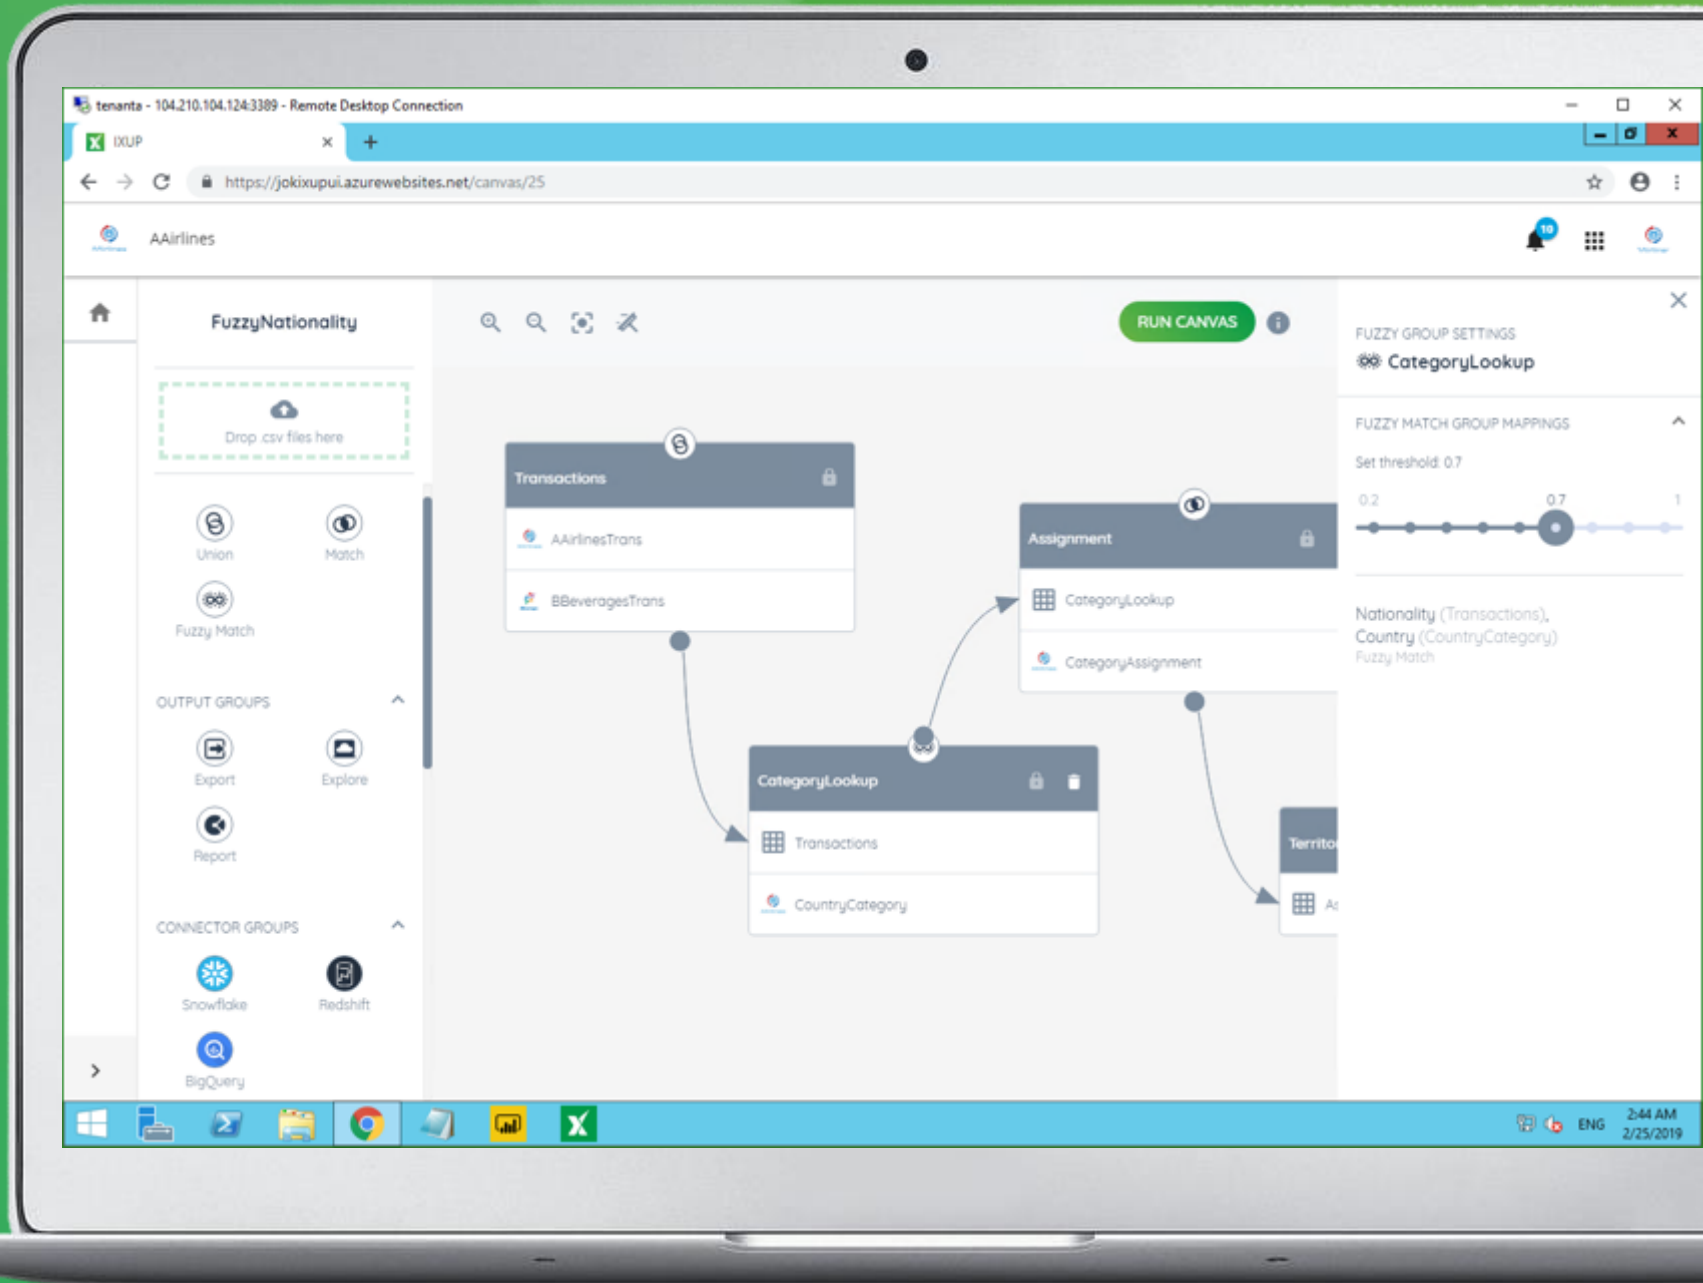 tenanta - 104.210.104.124:3389 - Remote Desktop Connection
IXUP
https://jokixupui.azurewebsites.net/canvas/25
AAirlines
10
FuzzyNationality
RUN CANVAS
Drop .csv files here
Union
Match
Fuzzy Match
OUTPUT GROUPS
Export
Explore
Report
CONNECTOR GROUPS
Snowflake
Redshift
BigQuery
Transactions
AAirlinesTrans
BBeveragesTrans
Assignment
CategoryLookup
CategoryAssignment
CategoryLookup
Transactions
CountryCategory
Territo
As
FUZZY GROUP SETTINGS
CategoryLookup
FUZZY MATCH GROUP MAPPINGS
Set threshold: 0.7
0.2 0.7 1
Nationality (Transactions),
Country (CountryCategory)
Fuzzy Match
ENG
2:44 AM
2/25/2019